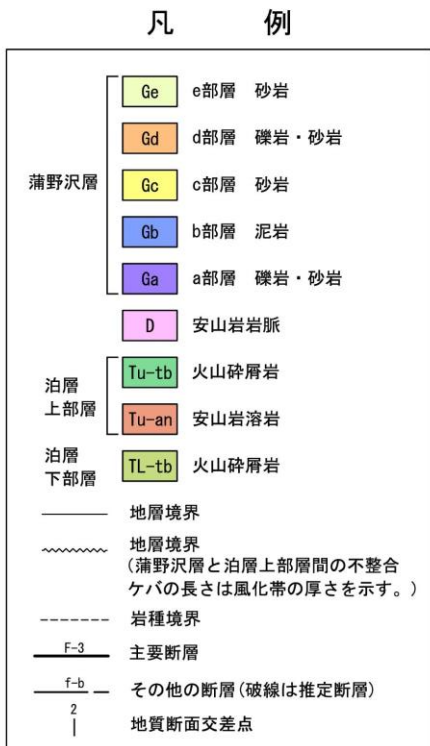 凡 例
Ge e部層 砂岩
Gd d部層 礫岩・砂岩
蒲野沢層 Gc c部層 砂岩
Gb b部層 泥岩
Ga a部層 礫岩・砂岩
D 安山岩岩脈
泊層
上部層
Tu-tb 火山砕屑岩
Tu-an 安山岩溶岩
泊層
下部層
TL-tb 火山砕屑岩
地層境界
地層境界
(蒲野沢層と泊層上部層間の不整合
ケバの長さは風化帯の厚さを示す。)
岩種境界
F-3 主要断層
f-b その他の断層(破線は推定断層)
2 地質断面交差点